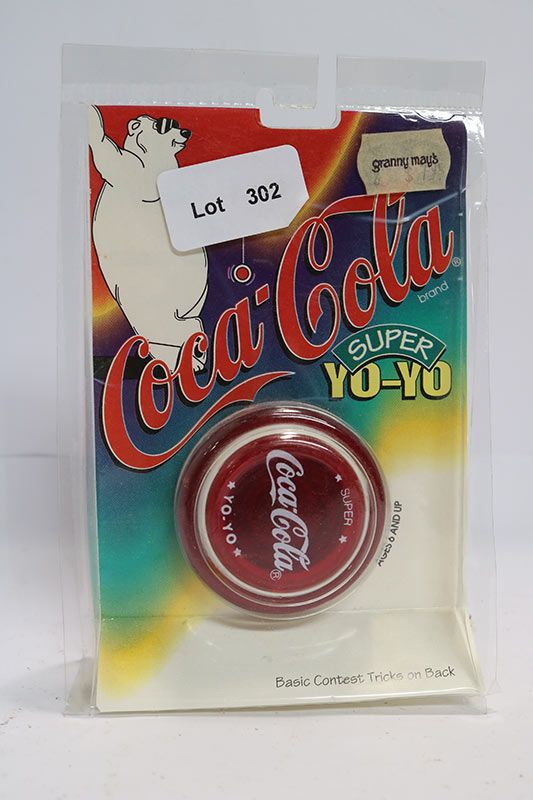 granny may's
Lot 302
Coca-Cola®
brand
SUPER
YO-YO
SUPER
Coca-Cola®
YO-YO
AGES 6 AND UP
Basic Contest Tricks on Back